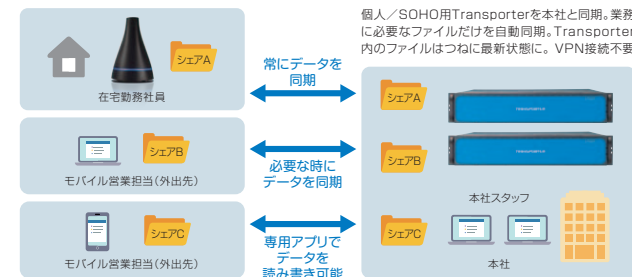 個人／SOHO用Transporterを本社と同期。業務
に必要なファイルだけを自動同期。Transporter
内のファイルはつねに最新状態に。VPN接続不要
シェアA
在宅勤務社員
常にデータを
同期
シェアA
TRANSPORTER
TRANSPORTER
シェアB
モバイル営業担当（外出先）
必要な時に
データを同期
シェアB
シェアC
モバイル営業担当（外出先）
専用アプリで
データを
読み書き可能
シェアC
本社スタッフ
本社